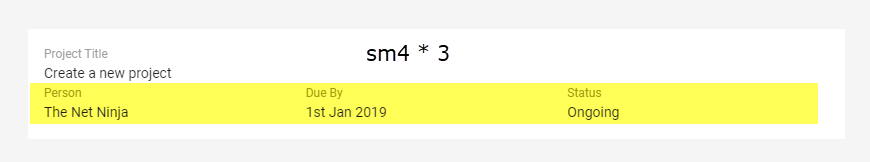 Project Title
sm4 * 3
Create a new project
Person Due By Status
The Net Ninja 1st Jan 2019 Ongoing